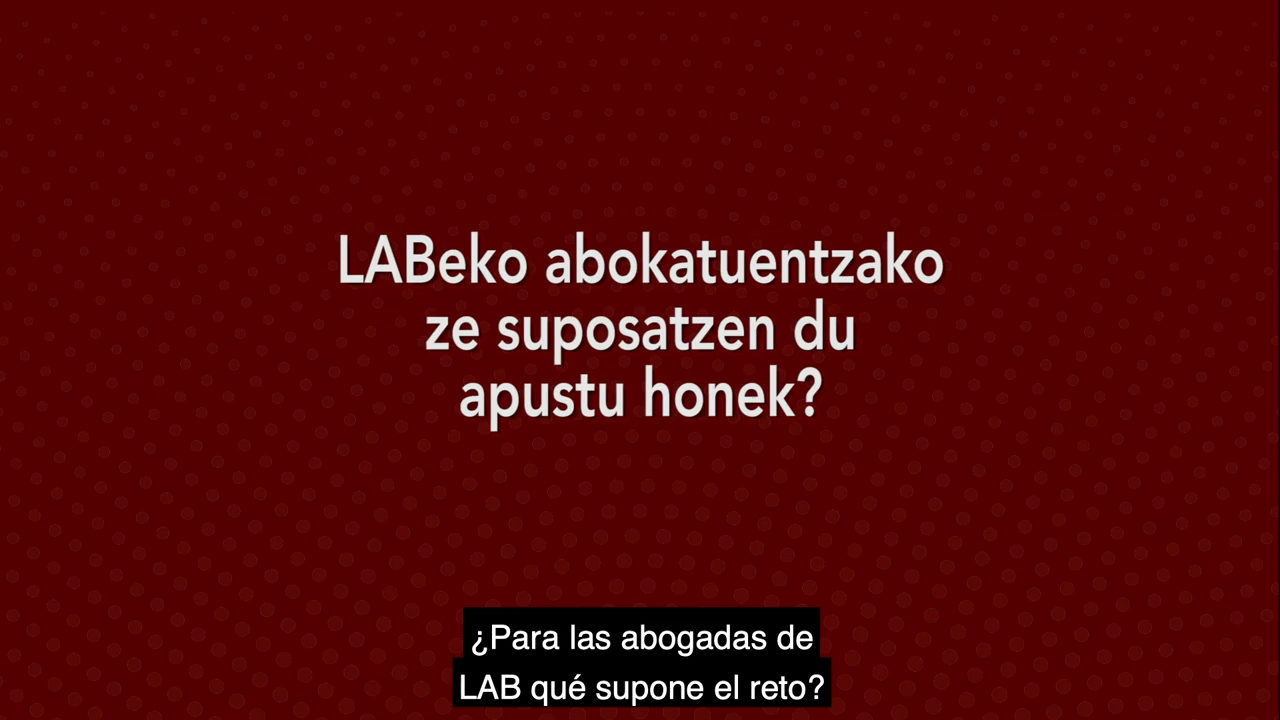 LABeko abokatuentzako
ze suposatzen du
apustu honek?
¿Para las abogadas de
LAB qué supone el reto?